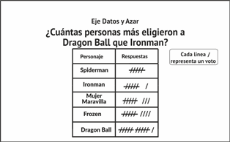 Eje Datos y Azar
¿Cuántas personas más eligieron a
Dragon Ball que Ironman?
Cada línea /
representa un voto
Personaje Respuestas
Spiderman
Ironman /
Mujer
Maravilla ///
Frozen ////
Dragon Ball /